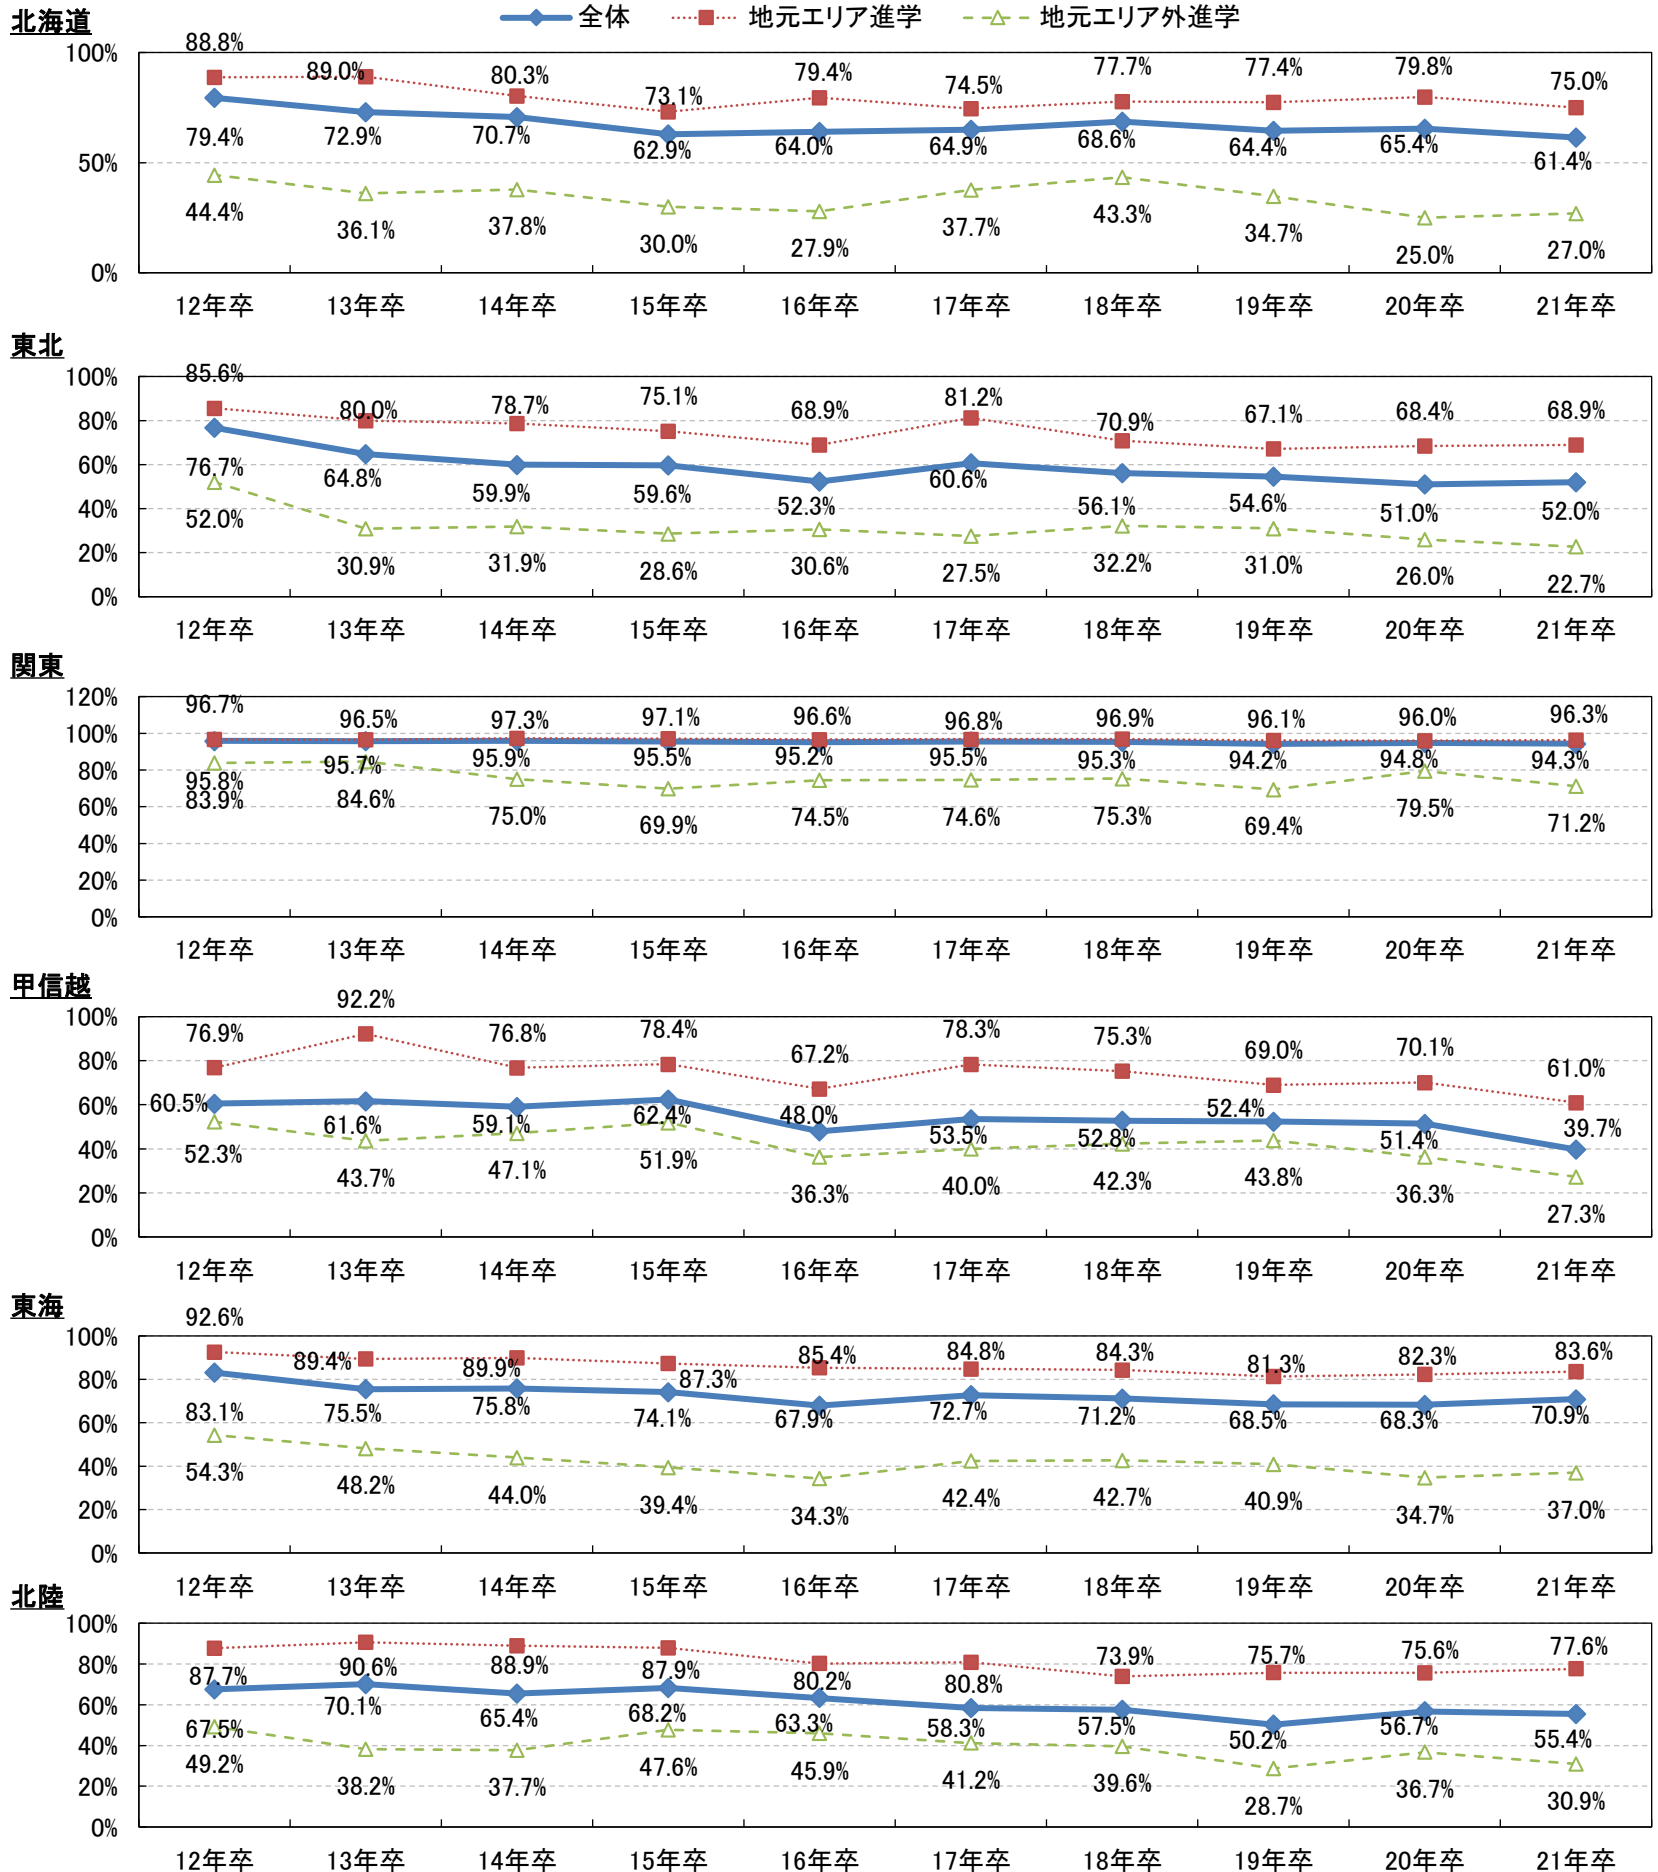 北海道
全体 地元エリア進学 地元エリア外進学
100%
50%
0%
88.8% 89.0% 80.3% 73.1% 79.4% 74.5% 77.7% 77.4% 79.8% 75.0%
79.4% 72.9% 70.7% 62.9% 64.0% 64.9% 68.6% 64.4% 65.4% 61.4%
44.4% 36.1% 37.8% 30.0% 27.9% 37.7% 43.3% 34.7% 25.0% 27.0%
12年卒 13年卒 14年卒 15年卒 16年卒 17年卒 18年卒 19年卒 20年卒 21年卒
東北
100%
80%
60%
40%
20%
0%
85.6% 80.0% 78.7% 75.1% 68.9% 81.2% 70.9% 67.1% 68.4% 68.9%
76.7% 64.8% 59.9% 59.6% 52.3% 60.6% 56.1% 54.6% 51.0% 52.0%
52.0% 30.9% 31.9% 28.6% 30.6% 27.5% 32.2% 31.0% 26.0% 22.7%
12年卒 13年卒 14年卒 15年卒 16年卒 17年卒 18年卒 19年卒 20年卒 21年卒
関東
120%
100%
80%
60%
40%
20%
0%
96.7% 96.5% 97.3% 97.1% 96.6% 96.8% 96.9% 96.1% 96.0% 96.3%
95.8% 95.7% 95.9% 95.5% 95.2% 95.5% 95.3% 94.2% 94.8% 94.3%
83.9% 84.6% 75.0% 69.9% 74.5% 74.6% 75.3% 69.4% 79.5% 71.2%
12年卒 13年卒 14年卒 15年卒 16年卒 17年卒 18年卒 19年卒 20年卒 21年卒
甲信越
100%
80%
60%
40%
20%
0%
76.9% 92.2% 76.8% 78.4% 67.2% 78.3% 75.3% 69.0% 70.1% 61.0%
60.5% 61.6% 59.1% 62.4% 48.0% 53.5% 52.8% 52.4% 51.4% 39.7%
52.3% 43.7% 47.1% 51.9% 36.3% 40.0% 42.3% 43.8% 36.3% 27.3%
12年卒 13年卒 14年卒 15年卒 16年卒 17年卒 18年卒 19年卒 20年卒 21年卒
東海
100%
80%
60%
40%
20%
0%
92.6% 89.4% 89.9% 87.3% 85.4% 84.8% 84.3% 81.3% 82.3% 83.6%
83.1% 75.5% 75.8% 74.1% 67.9% 72.7% 71.2% 68.5% 68.3% 70.9%
54.3% 48.2% 44.0% 39.4% 34.3% 42.4% 42.7% 40.9% 34.7% 37.0%
12年卒 13年卒 14年卒 15年卒 16年卒 17年卒 18年卒 19年卒 20年卒 21年卒
北陸
100%
80%
60%
40%
20%
0%
87.7% 90.6% 88.9% 87.9% 80.2% 80.8% 73.9% 75.7% 75.6% 77.6%
67.5% 70.1% 65.4% 68.2% 63.3% 58.3% 57.5% 50.2% 56.7% 55.4%
49.2% 38.2% 37.7% 47.6% 45.9% 41.2% 39.6% 28.7% 36.7% 30.9%
12年卒 13年卒 14年卒 15年卒 16年卒 17年卒 18年卒 19年卒 20年卒 21年卒